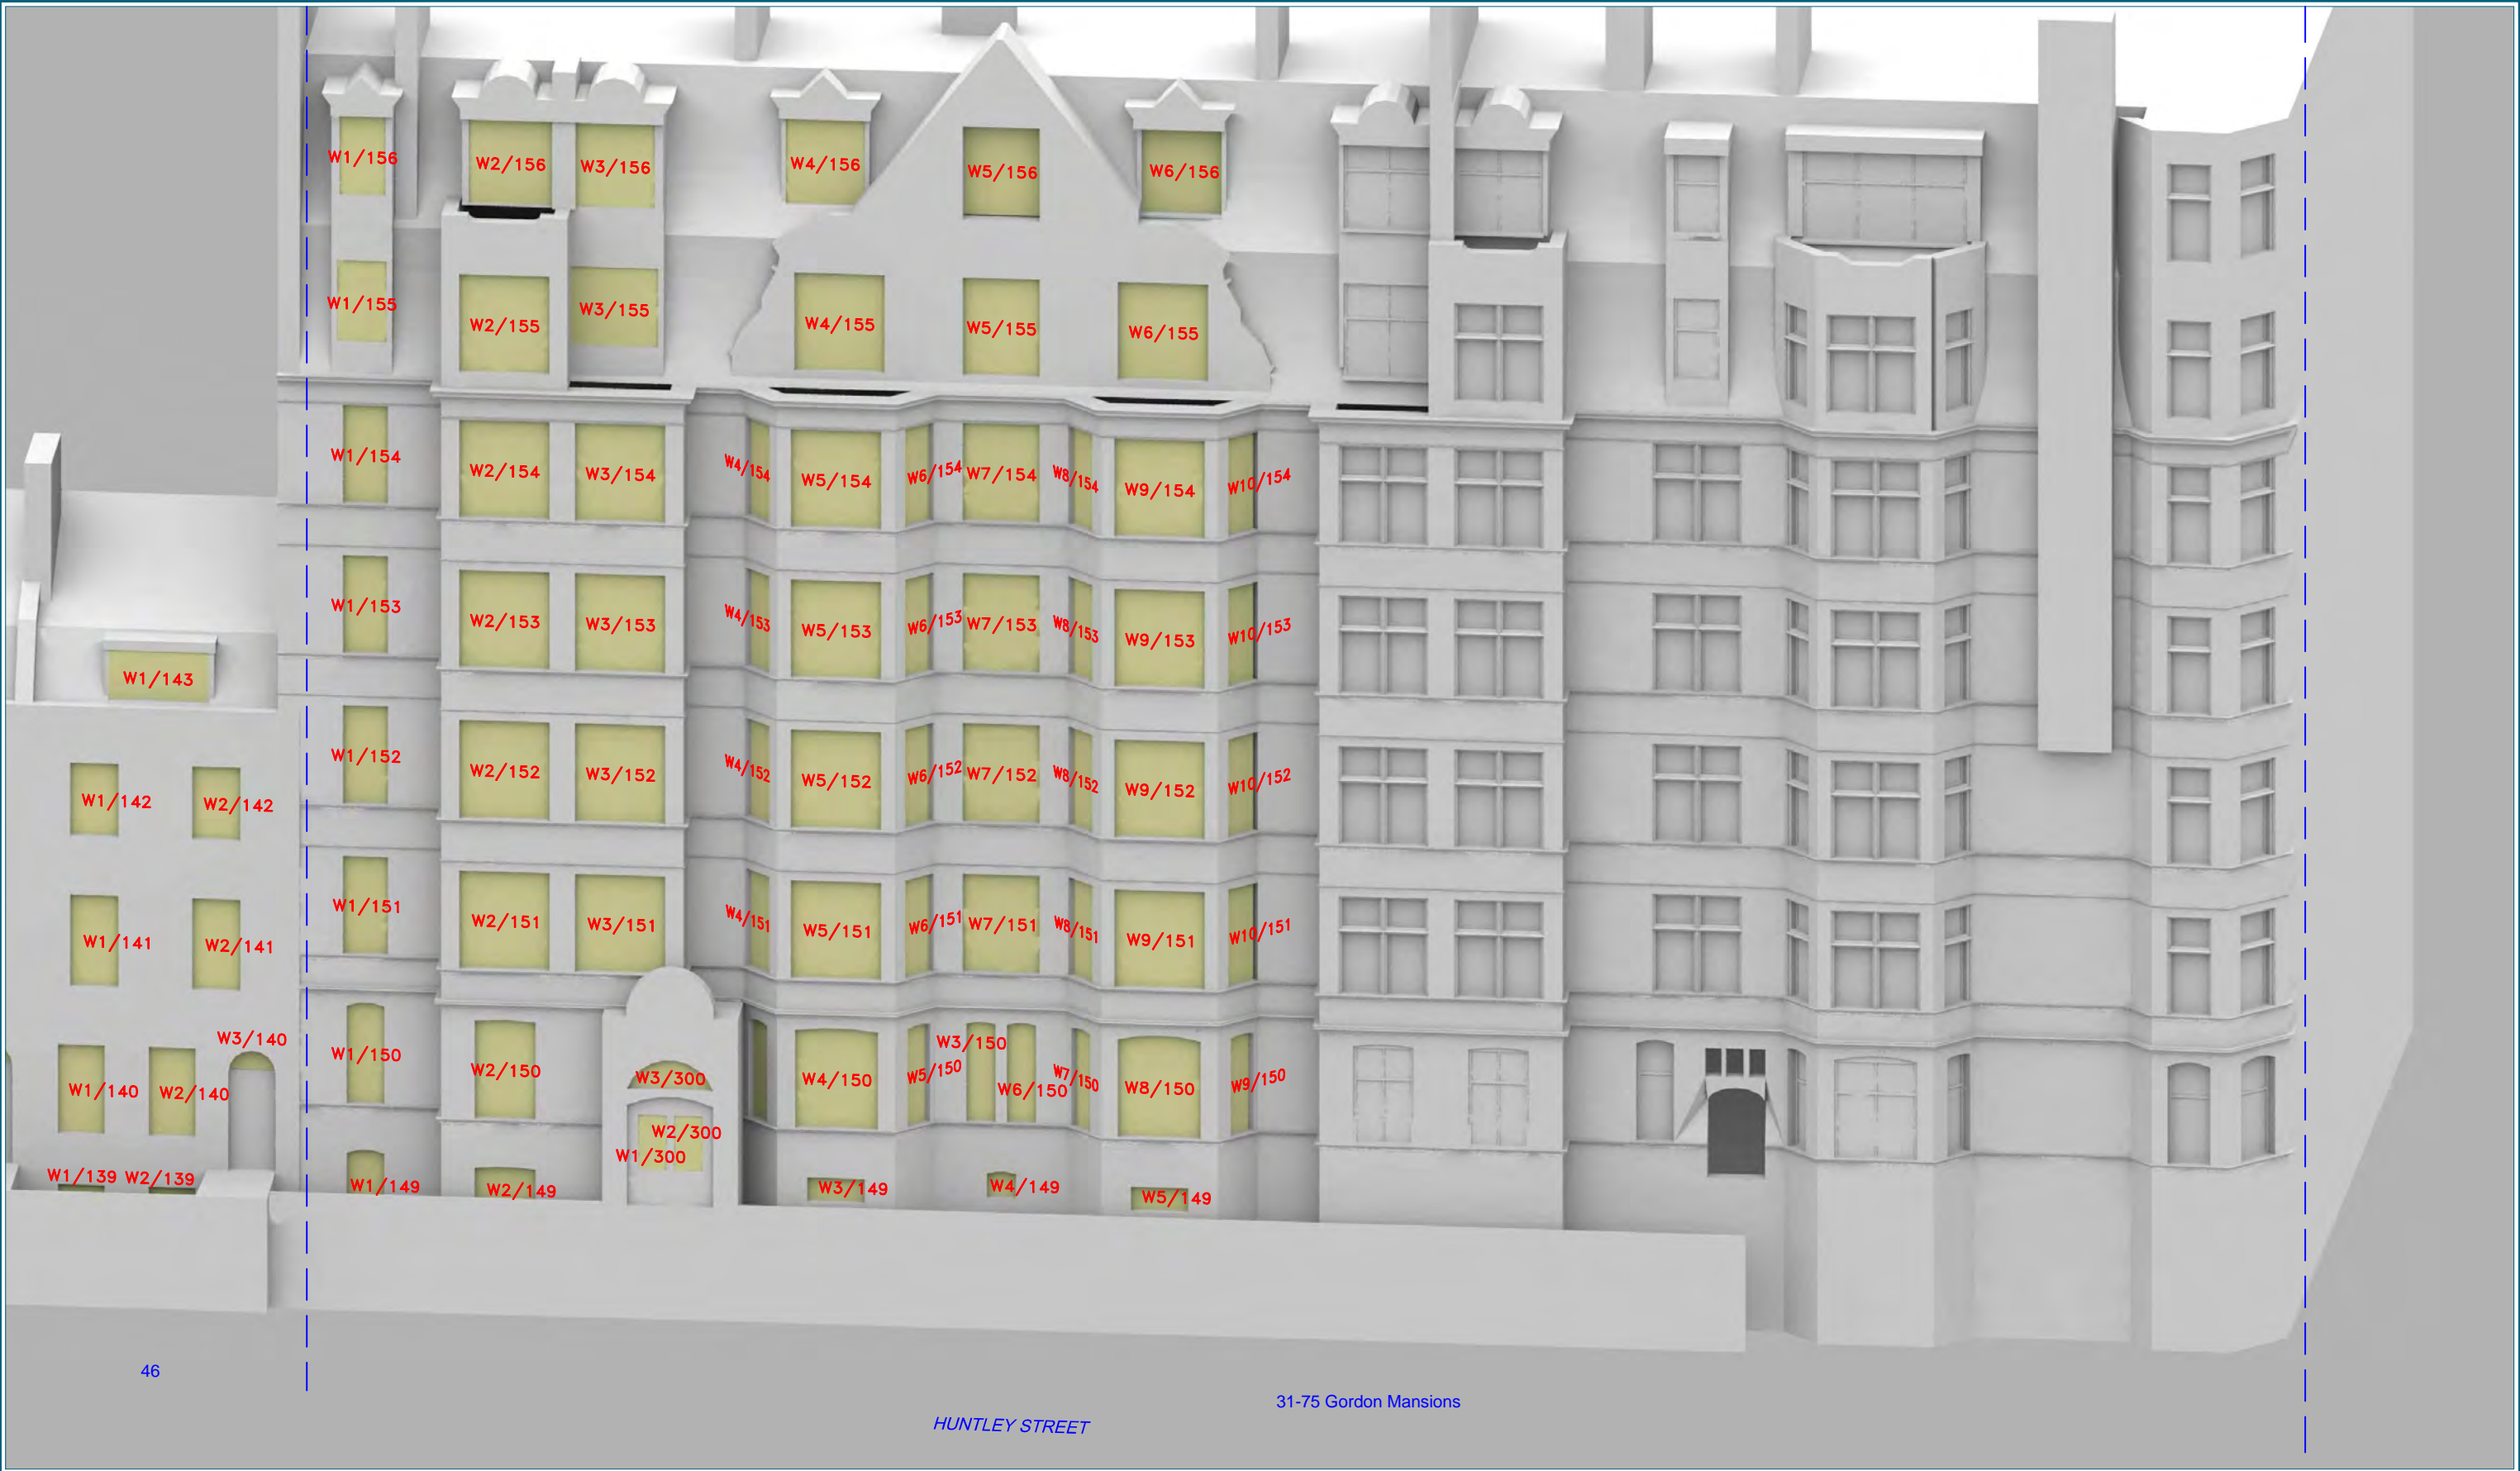 W1/156 W2/156 W3/156 W4/156 W5/156 W6/156
W1/155 W2/155 W3/155 W4/155 W5/155 W6/155
W1/154 W2/154 W3/154 W4/154 W5/154 W6/154 W7/154 W8/154 W9/154 W10/154
W1/153 W2/153 W3/153 W4/153 W5/153 W6/153 W7/153 W8/153 W9/153 W10/153
W1/143
W1/152 W2/152 W3/152 W4/152 W5/152 W6/152 W7/152 W8/152 W9/152 W10/152
W1/142 W2/142
W1/151 W2/151 W3/151 W4/151 W5/151 W6/151 W7/151 W8/151 W9/151 W10/151
W1/141 W2/141
W3/140 W3/150
W1/150 W2/150 W3/300 W4/150 W5/150 W6/150 W7/150 W8/150 W9/150
W1/140 W2/140
W2/300
W1/300
W1/139 W2/139 W1/149 W2/149 W3/149 W4/149 W5/149
46
31-75 Gordon Mansions
HUNTLEY STREET